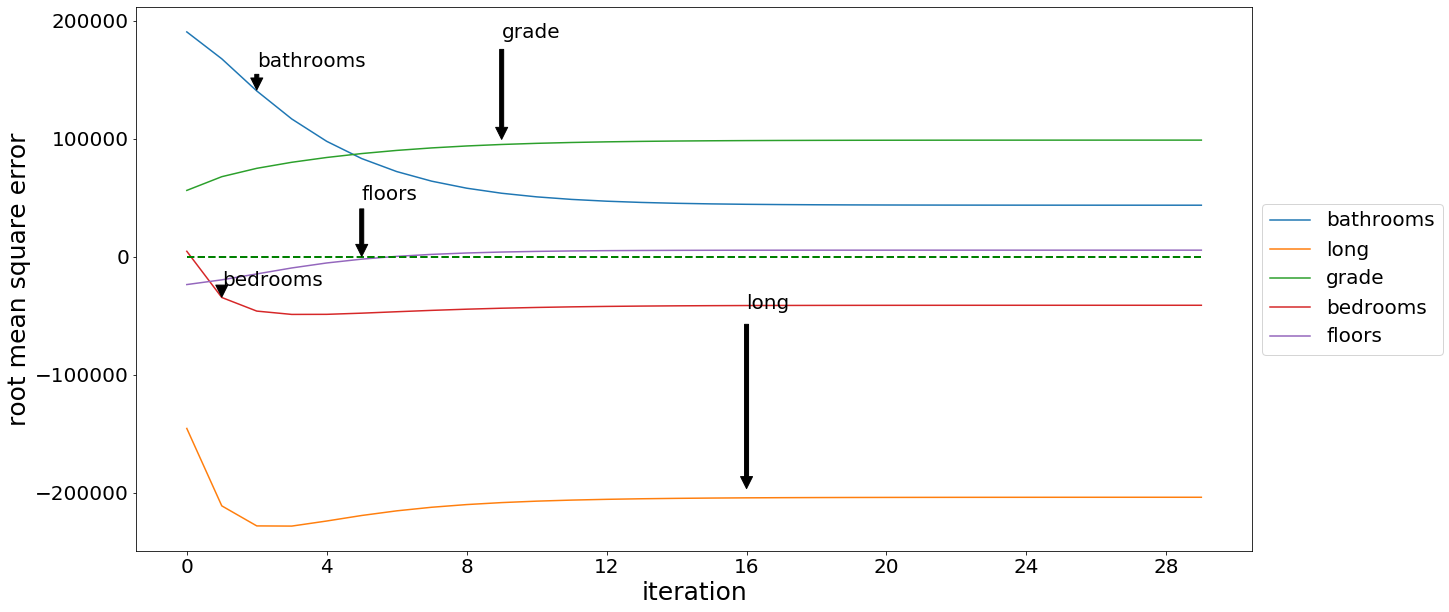 200000
100000
0
−100000
−200000
root mean square error
grade
bathrooms
floors
bedrooms
long
0 4 8 12 16 20 24 28
iteration
bathrooms
long
grade
bedrooms
floors